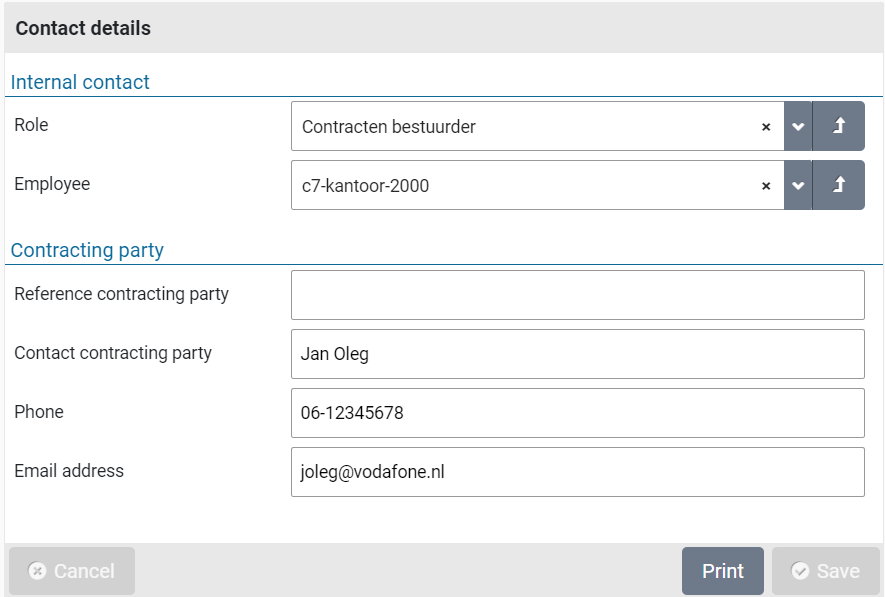 Contact details
Internal contact
Role Contracten bestuurder
Employee c7-kantoor-2000
Contracting party
Reference contracting party
Contact contracting party Jan Oleg
Phone 06-12345678
Email address joleg@vodafone.nl
Cancel Print Save